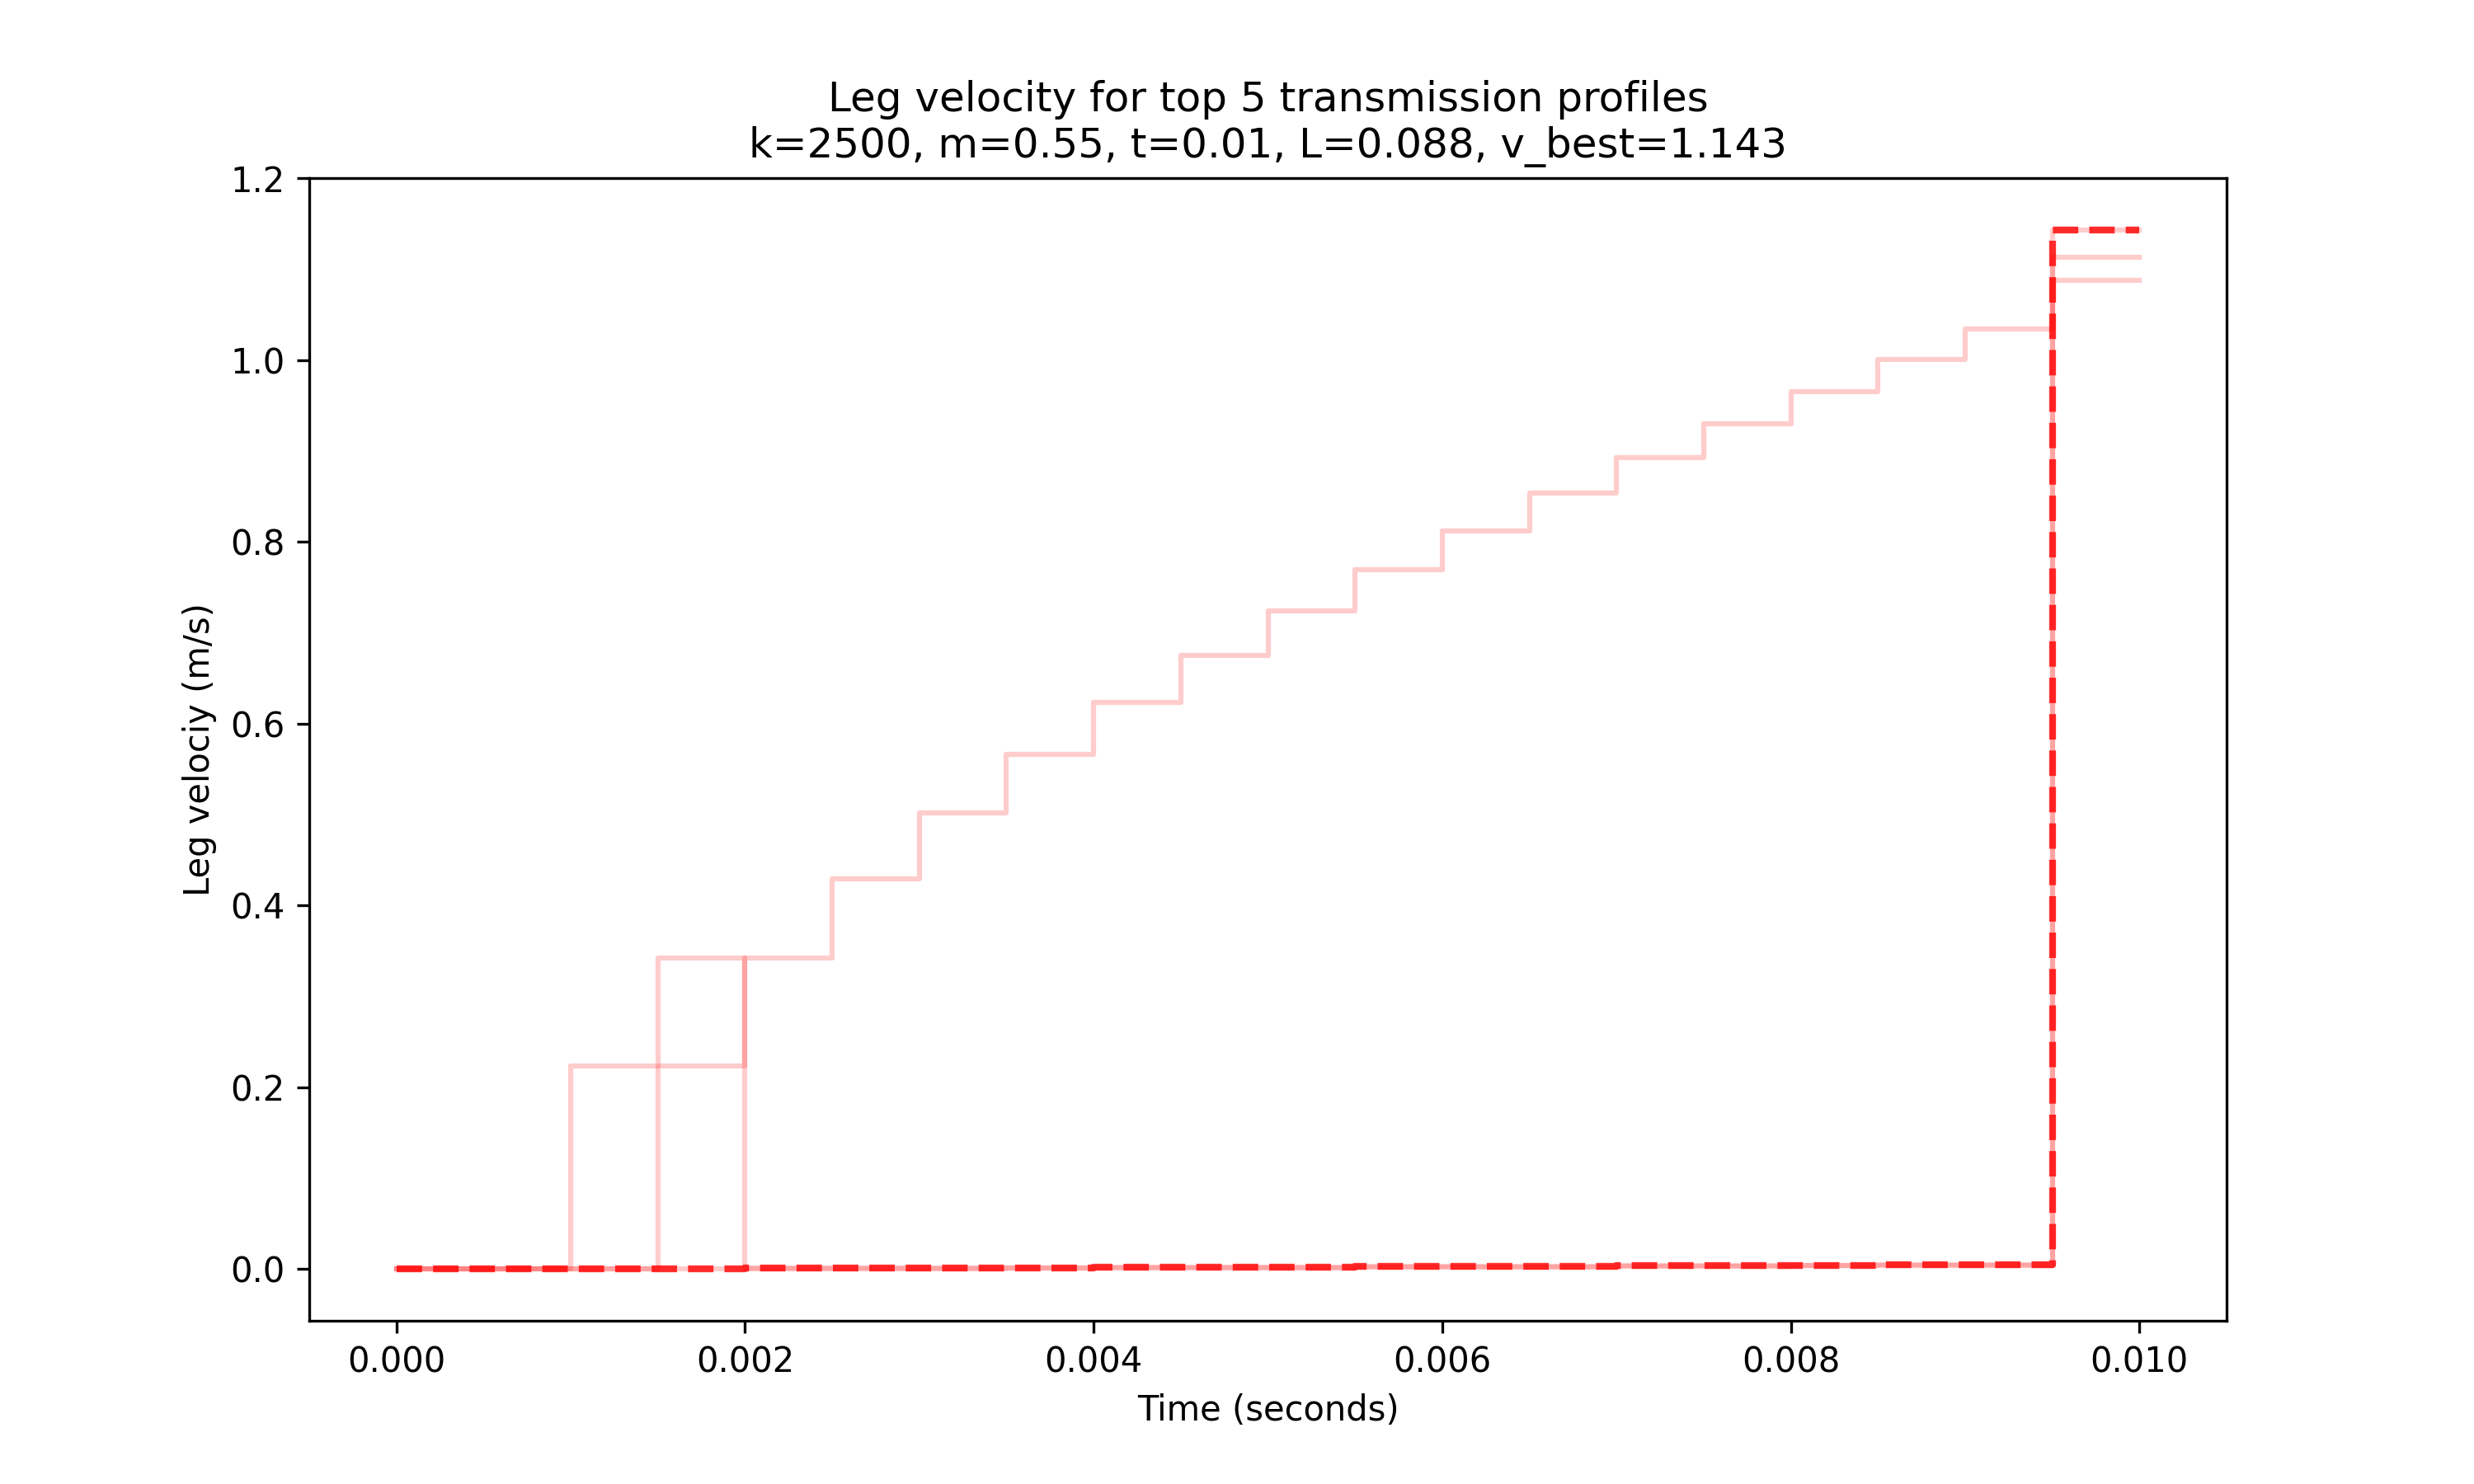 Leg velocity for top 5 transmission profiles
k=2500, m=0.55, t=0.01, L=0.088, v_best=1.143
1.2
1.0
0.8
0.6
0.4
0.2
0.0
Leg velociy (m/s)
0.000 0.002 0.004 0.006 0.008 0.010
Time (seconds)